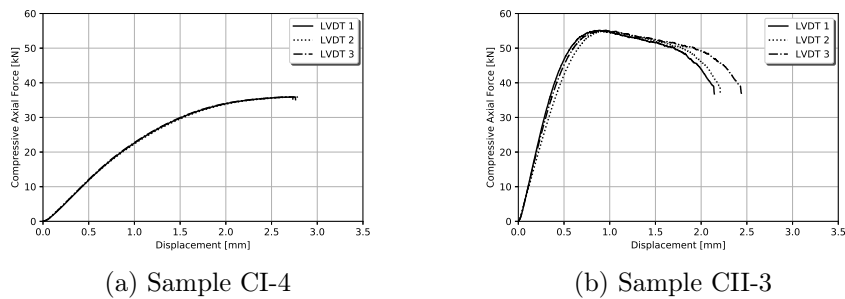 60
50
40
30
20
10
0
Compressive Axial Force [kN]
0.0 0.5 1.0 1.5 2.0 2.5 3.0 3.5
Displacement [mm]
LVDT 1
LVDT 2
LVDT 3
(a) Sample CI-4
60
50
40
30
20
10
0
Compressive Axial Force [kN]
0.0 0.5 1.0 1.5 2.0 2.5 3.0 3.5
Displacement [mm]
LVDT 1
LVDT 2
LVDT 3
(b) Sample CII-3